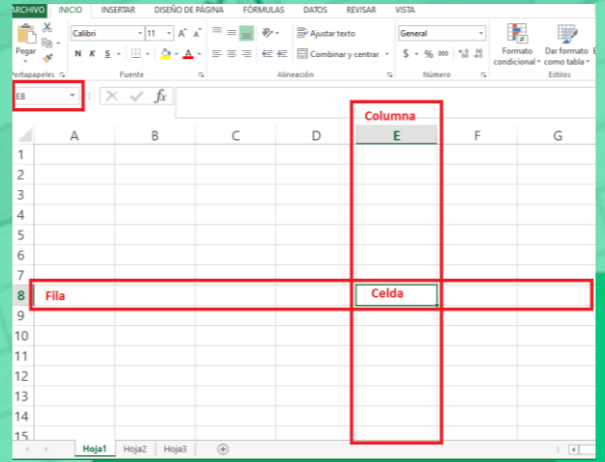 ARCHIVO INICIO INSERTAR DISEÑO DE PÁGINA FÓRMULAS DATOS REVISAR VISTA
Calibri 11 A A Ajustar texto General
Pegar N K S A Combinar y centrar $ % 000 Formato condicional Dar formato como tabla
Portapapeles Fuente Alineación Número Estilos
E8 fx
Columna
A B C D E F G
1
2
3
4
5
6
7
8 Fila Celda
9
10
11
12
13
14
15
Hoja1 Hoja2 Hoja3